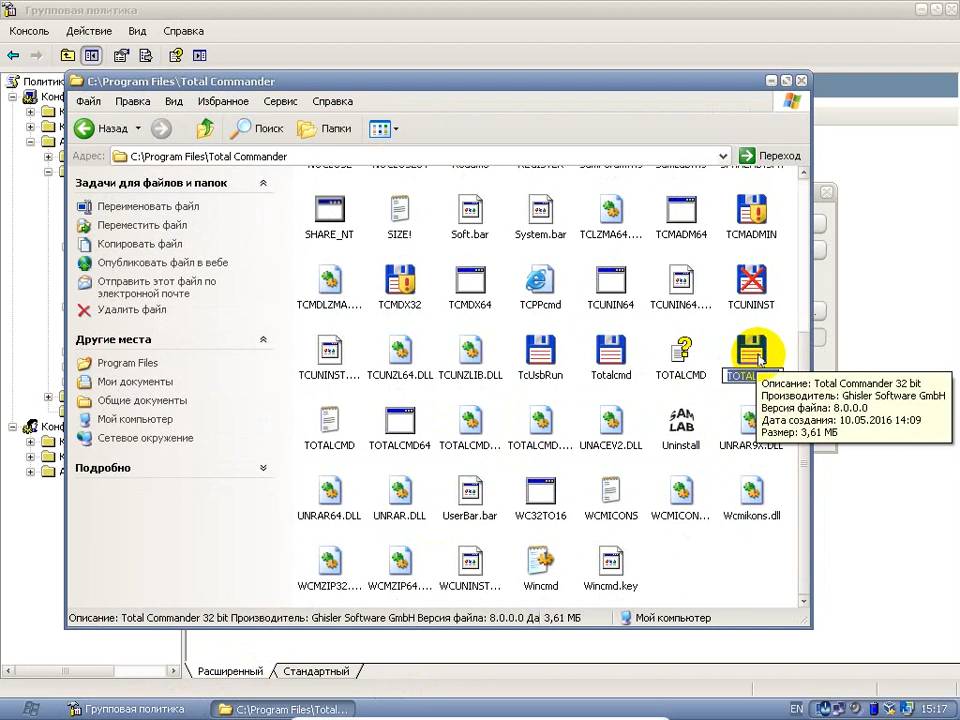 Групповая политика
Консоль Действие Вид Справка
Политик
Кон
C:\Program Files\Total Commander
Файл Правка Вид Избранное Сервис Справка
Назад Поиск Папки
Адрес: C:\Program Files\Total Commander Переход
Задачи для файлов и папок
Переименовать файл
Переместить файл
Копировать файл
Опубликовать файл в вебе
Отправить этот файл по
электронной почте
Удалить файл
Другие места
Program Files
Мои документы
Общие документы
Мой компьютер
Сетевое окружение
Подробно
SHARE_NT SIZE! Soft.bar System.bar TCLZMA64.... TCMADM64 TCMADMIN
TCMDLZMA.... TCMDX32 TCMDX64 TCPPcmd TCUNIN64 TCUNIN64.... TCUNINST
TCUNINST.... TCUNZL64.DLL TCUNZLIB.DLL TcUsbRun Totalcmd TOTALCMD TOTAL
TOTALCMD TOTALCMD64 TOTALCMD.... TOTALCMD.... UNACEV2.DLL Uninstall UNRAR9X.DLL
UNRAR64.DLL UNRAR.DLL UserBar.bar WC32TO16 WCMICONS WCMICON... Wcmikons.dll
WCMZIP32.... WCMZIP64.... WCUNINST.... Wincmd Wincmd.key
Описание: Total Commander 32 bit
Производитель: Ghisler Software GmbH
Версия файла: 8.0.0.0
Дата создания: 10.05.2016 14:09
Размер: 3,61 МБ
Описание: Total Commander 32 bit Производитель: Ghisler Software GmbH Версия файла: 8.0.0.0 Да 3,61 МБ Мой компьютер
Кон
Расширенный Стандартный
Групповая политика C:\Program Files\Total... EN 15:17